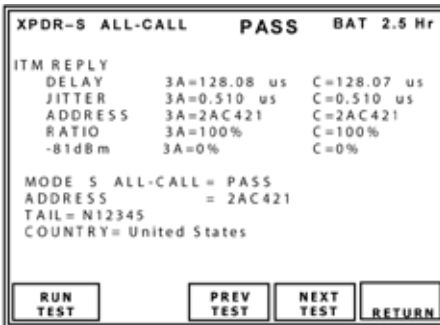 XPDR-S ALL-CALL PASS BAT 2.5 Hr
ITM REPLY
DELAY 3A=128.08 us C=128.07 us
JITTER 3A=0.510 us C=0.510 us
ADDRESS 3A=2AC421 C=2AC421
RATIO 3A=100% C=100%
-81dBm 3A=0% C=0%
MODE S ALL-CALL = PASS
ADDRESS = 2AC421
TAIL= N12345
COUNTRY= United States
RUN TEST PREV TEST NEXT TEST RETURN